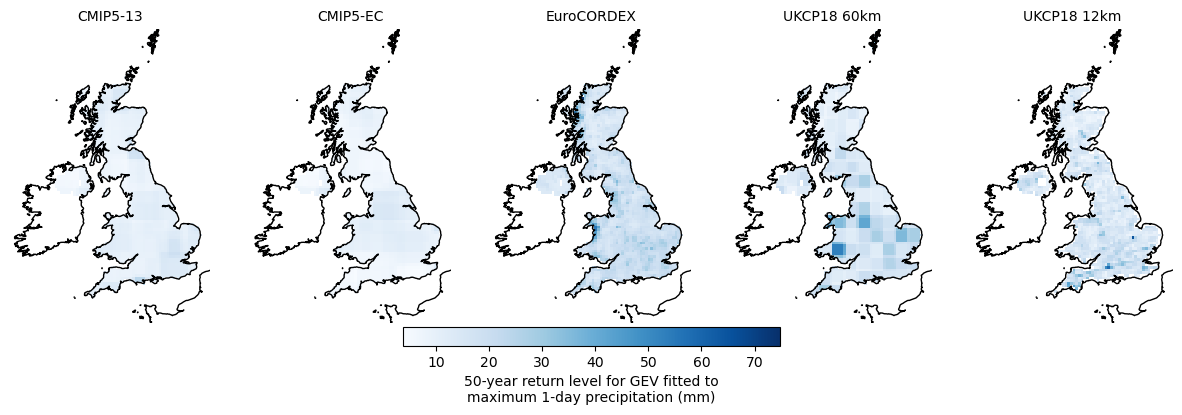 CMIP5-13
CMIP5-EC
EuroCORDEX
UKCP18 60km
UKCP18 12km
10 20 30 40 50 60 70
50-year return level for GEV fitted to
maximum 1-day precipitation (mm)